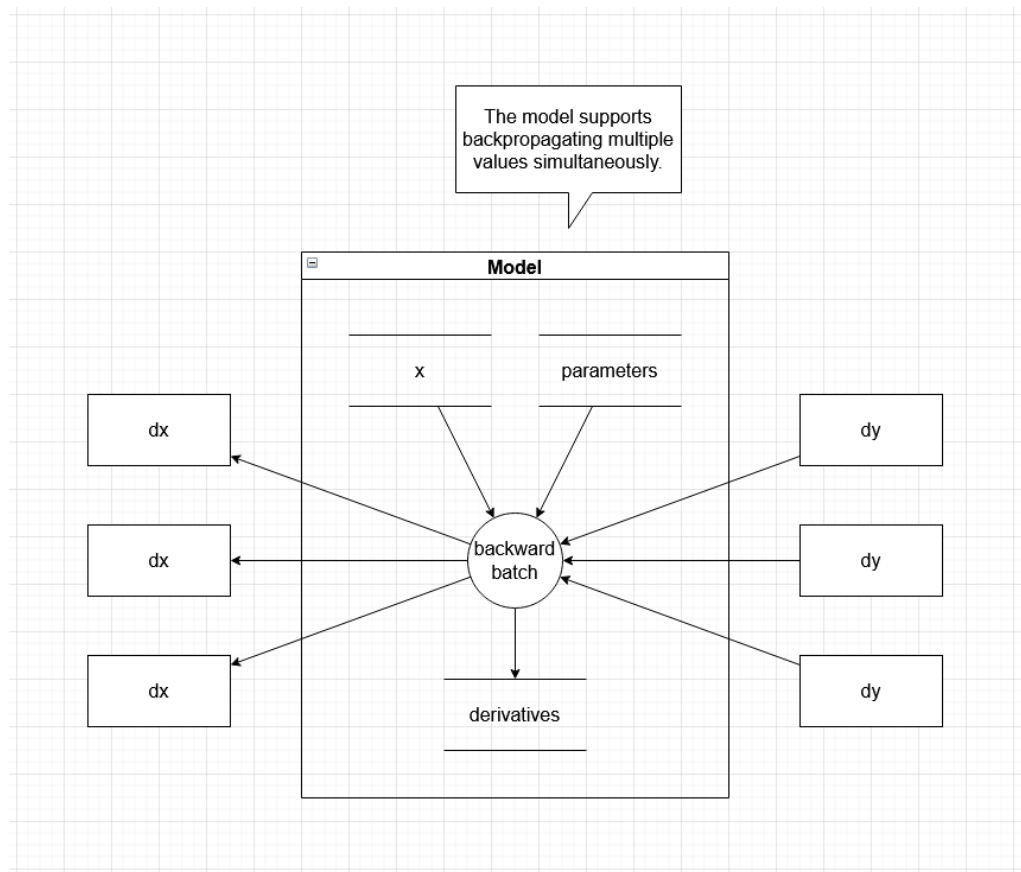 The model supports
backpropagating multiple
values simultaneously.
Model
x
parameters
dx
dy
backward
batch
dx
dy
dx
dy
derivatives